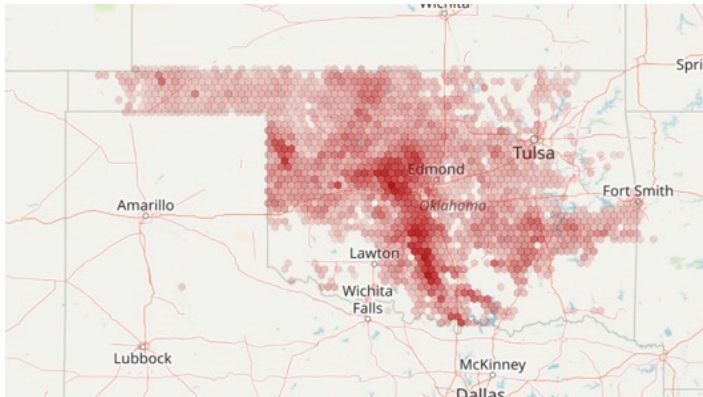 Wichita
Spri
Tulsa
Edmond
Fort Smith
Amarillo
Oklahoma
Lawton
Wichita
Falls
Lubbock
McKinney
Dallas